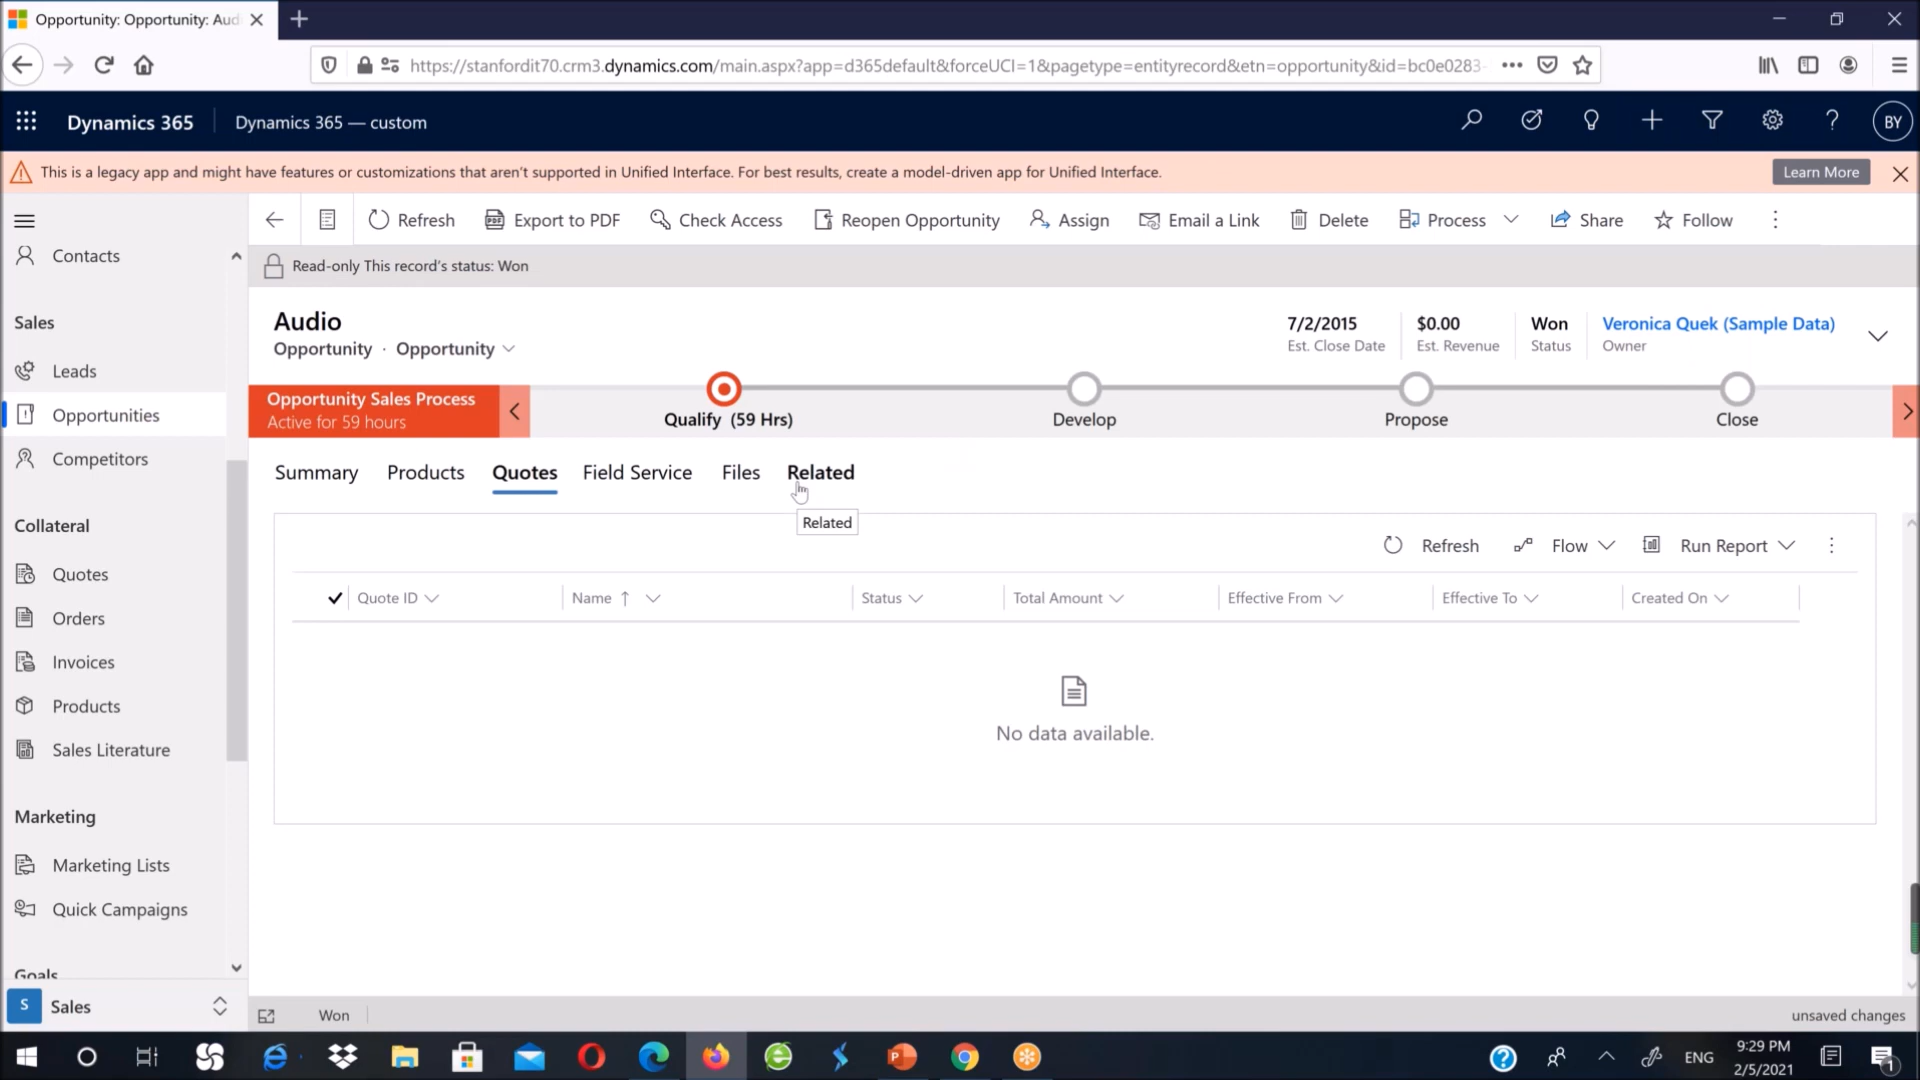 Opportunity: Opportunity: Aud
https://stanfordit70.crm3.dynamics.com/main.aspx?app=d365default&forceUCI=1&pagetype=entityrecord&etn=opportunity&id=bc0e0283-
Dynamics 365
Dynamics 365 — custom
BY
This is a legacy app and might have features or customizations that aren't supported in Unified Interface. For best results, create a model-driven app for Unified Interface.
Learn More
Refresh
Export to PDF
Check Access
Reopen Opportunity
Assign
Email a Link
Delete
Process
Share
Follow
Contacts
Sales
Leads
Opportunities
Competitors
Collateral
Quotes
Orders
Invoices
Products
Sales Literature
Marketing
Marketing Lists
Quick Campaigns
Goals
S
Sales
Read-only This record's status: Won
Audio
Opportunity · Opportunity
7/2/2015
Est. Close Date
$0.00
Est. Revenue
Won
Status
Veronica Quek (Sample Data)
Owner
Opportunity Sales Process
Active for 59 hours
Qualify (59 Hrs)
Develop
Propose
Close
Summary
Products
Quotes
Field Service
Files
Related
Related
Refresh
Flow
Run Report
Quote ID
Name
Status
Total Amount
Effective From
Effective To
Created On
No data available.
Won
unsaved changes
ENG
9:29 PM
2/5/2021
1